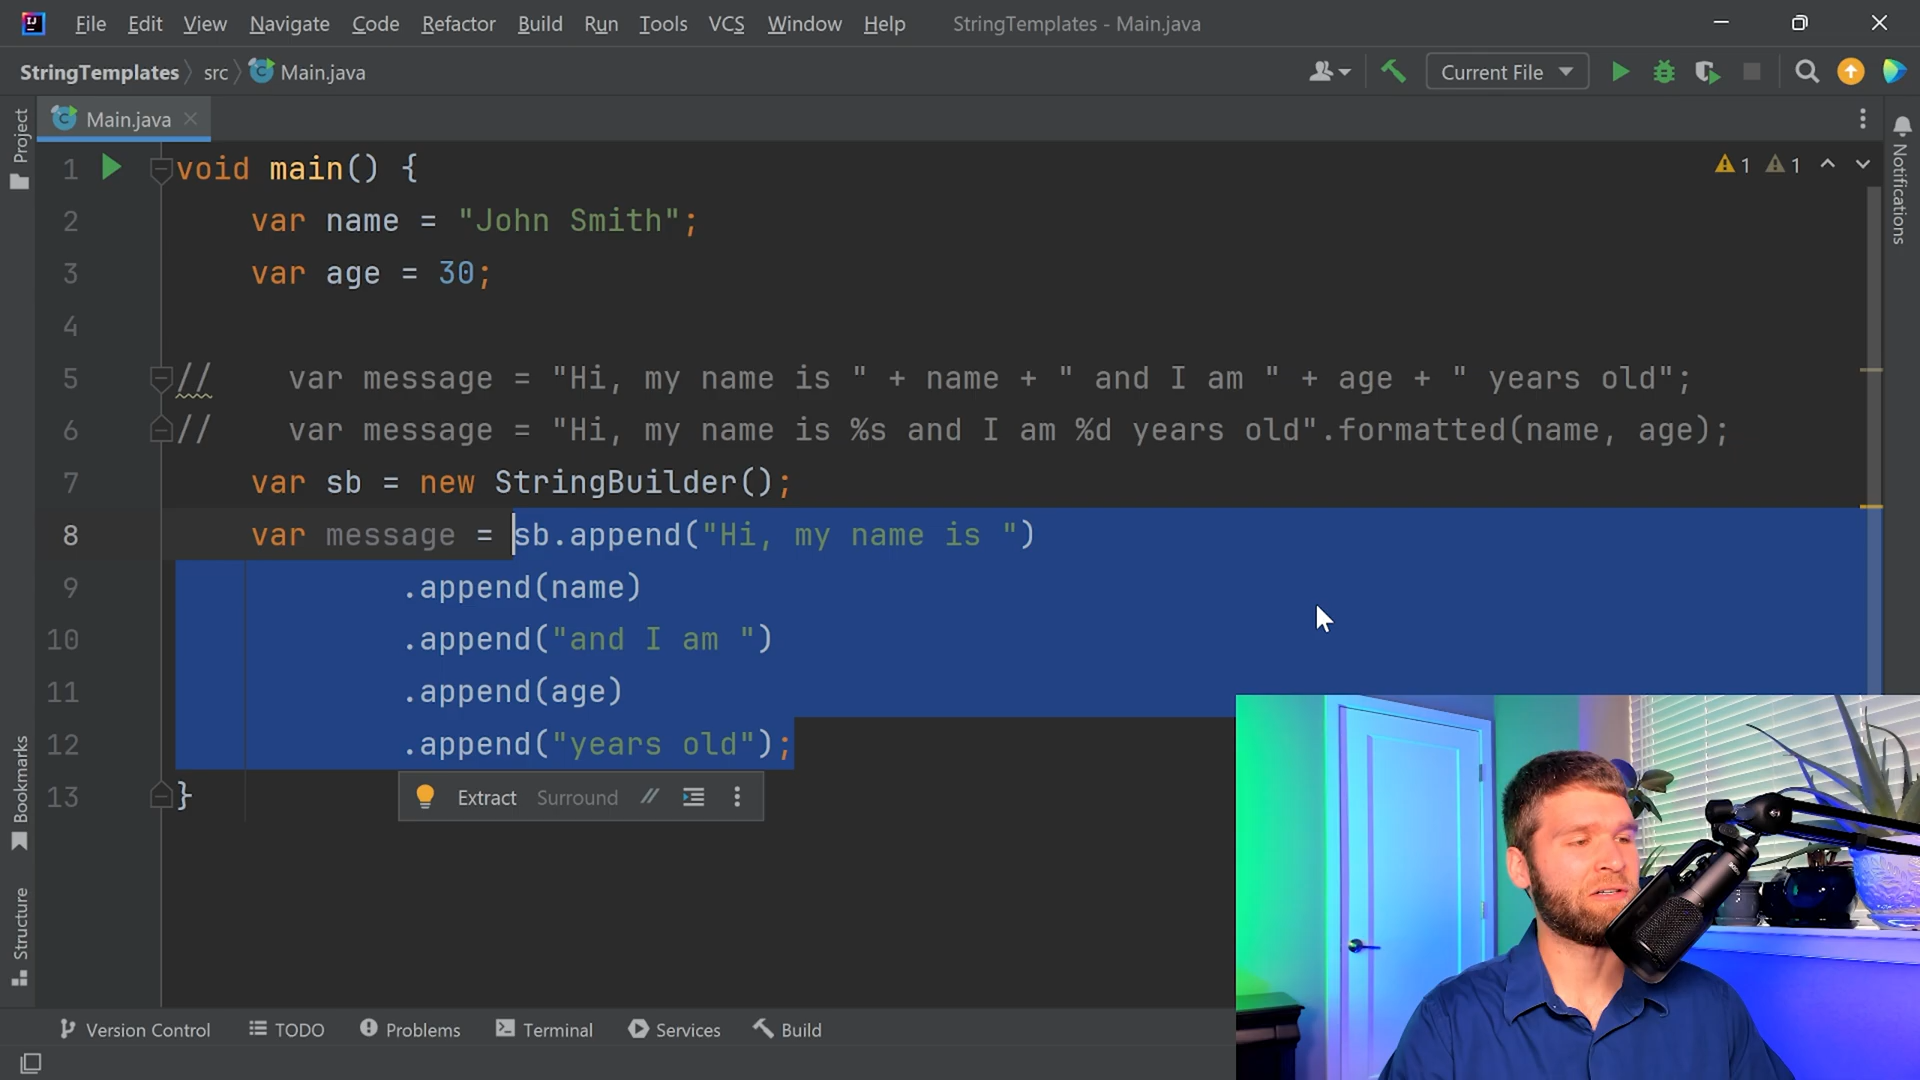 File Edit View Navigate Code Refactor Build Run Tools VCS Window Help StringTemplates - Main.java
StringTemplates src Main.java Current File
Project
Main.java
1 void main() {
2 var name = "John Smith";
3 var age = 30;
4
5 // var message = "Hi, my name is " + name + " and I am " + age + " years old";
6 // var message = "Hi, my name is %s and I am %d years old".formatted(name, age);
7 var sb = new StringBuilder();
8 var message = sb.append("Hi, my name is ")
9 .append(name)
10 .append("and I am ")
11 .append(age)
12 .append("years old");
13 }
Extract Surround //
1 1
Notifications
Bookmarks
Structure
Version Control TODO Problems Terminal Services Build